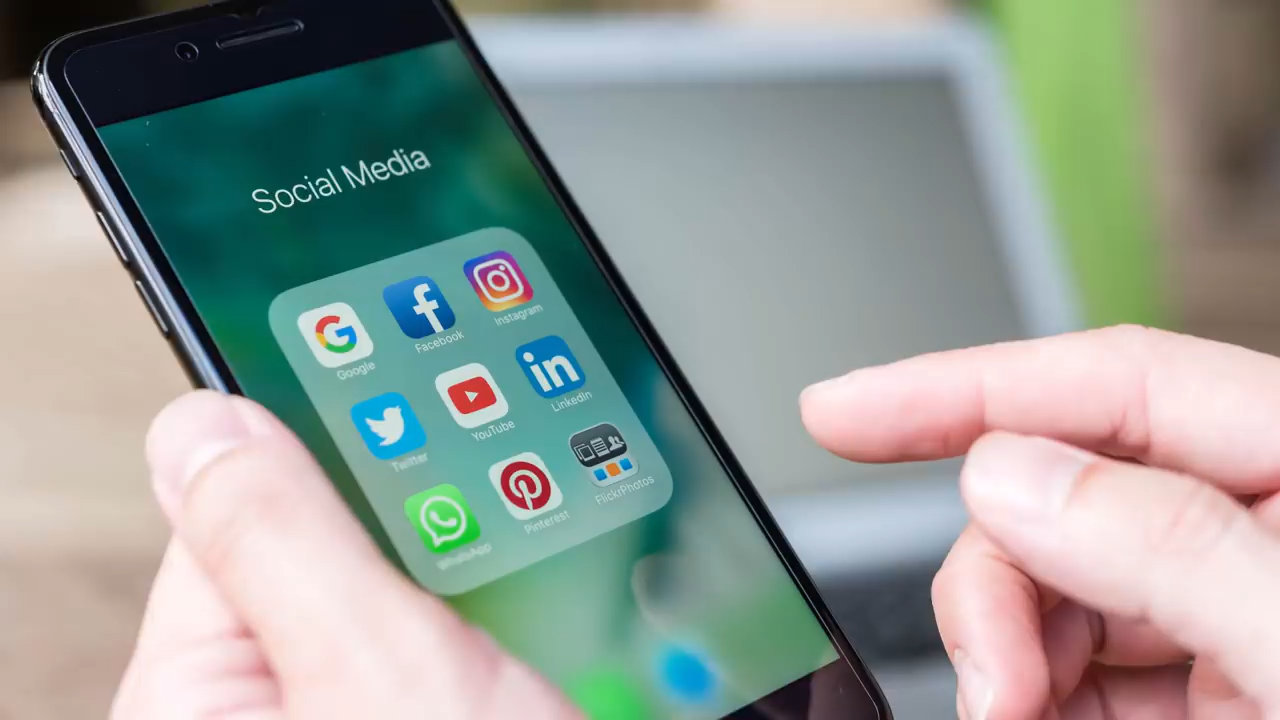 Social Media
Google
Facebook
Instagram
Twitter
YouTube
LinkedIn
WhatsApp
Pinterest
FlickrPhotos